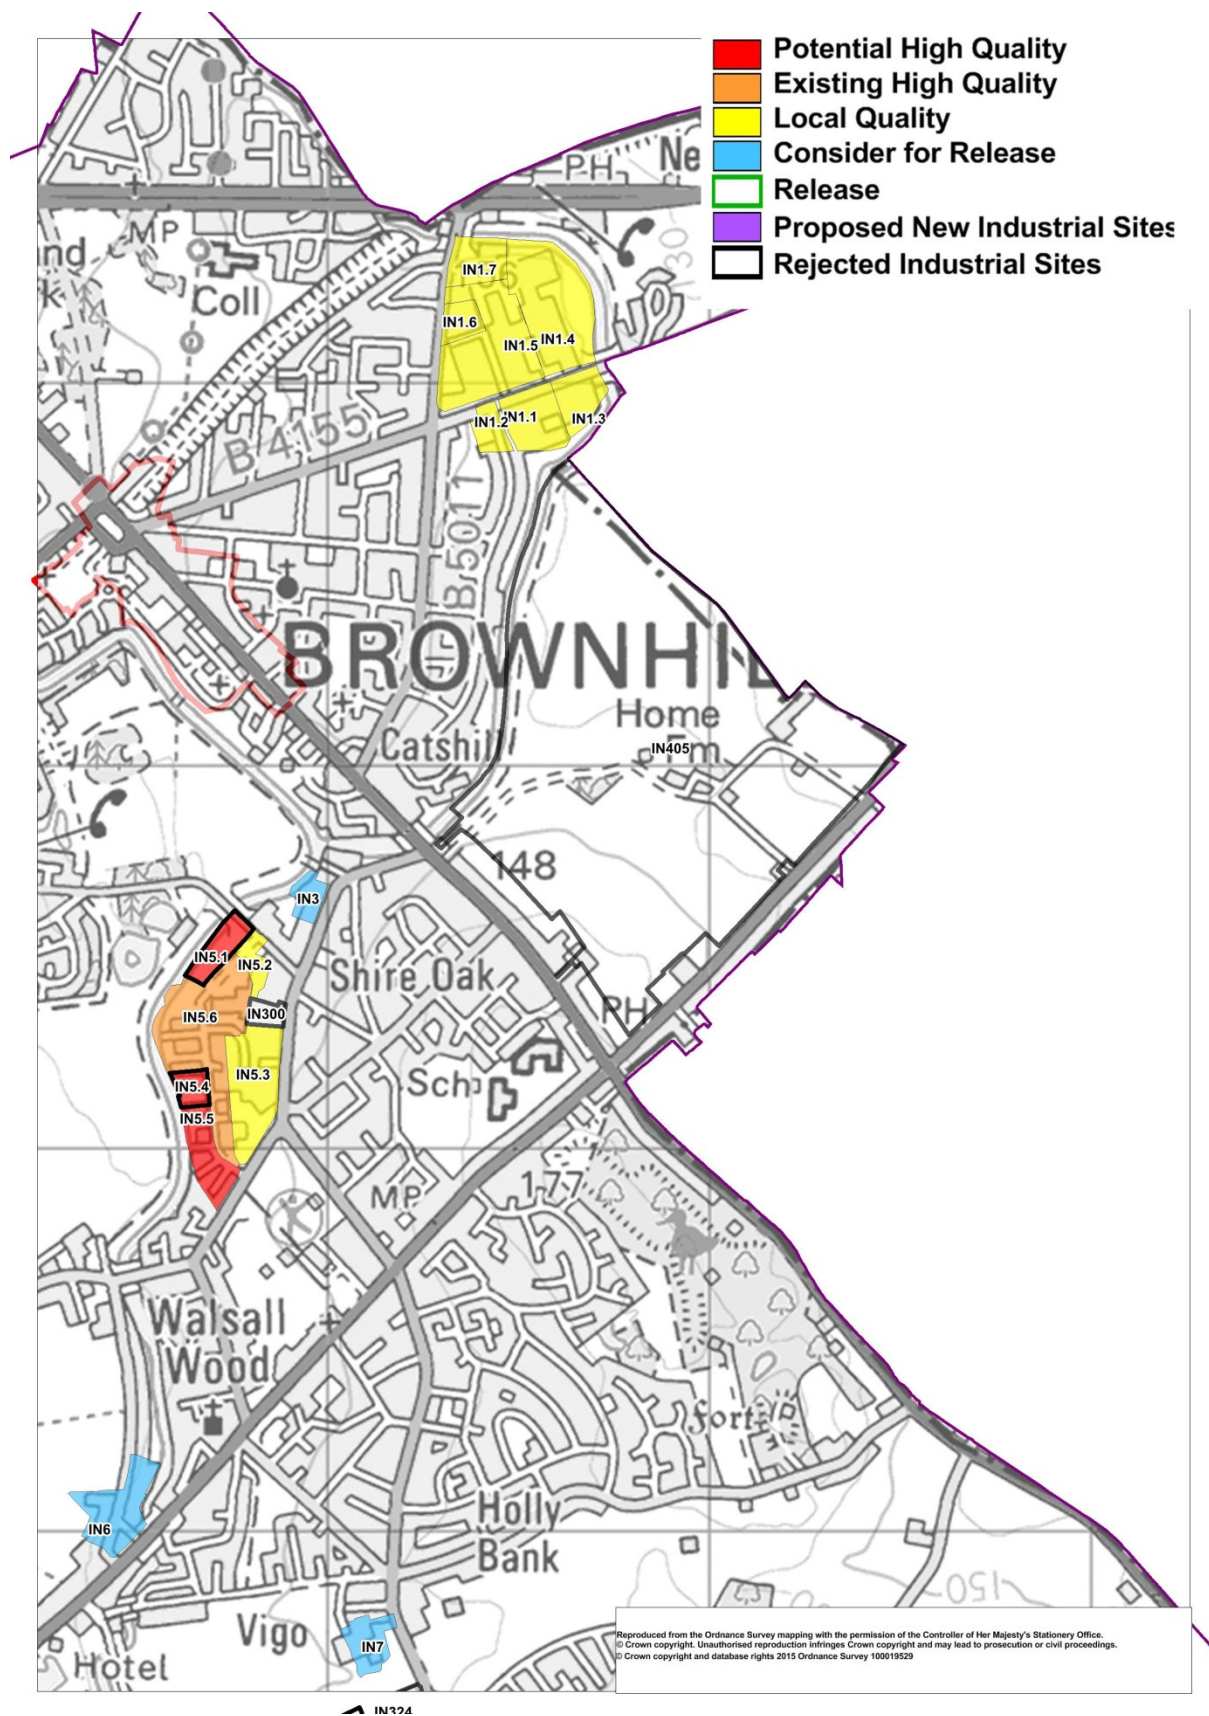 Potential High Quality
Existing High Quality
Local Quality
Consider for Release
Release
Proposed New Industrial Sites
Rejected Industrial Sites
PH
Ne
MP
nd
k
Coll
30
IN1.7
IN1.6
IN1.5
IN1.4
IN1.2
IN1.1
IN1.3
B 4155
B 5011
BROWNHIL
Home
Fm
IN405
Catshill
148
IN3
IN5.1
IN5.2
Shire Oak
IN5.6
IN300
PH
IN5.3
Sch
IN5.4
IN5.5
MP
177
Walsall
Wood
fort
IN6
Holly
Bank
150
Vigo
IN7
Hotel
Reproduced from the Ordnance Survey mapping with the permission of the Controller of Her Majesty's Stationery Office.
© Crown copyright. Unauthorised reproduction infringes Crown copyright and may lead to prosecution or civil proceedings.
© Crown copyright and database rights 2015 Ordnance Survey 100019529
IN324